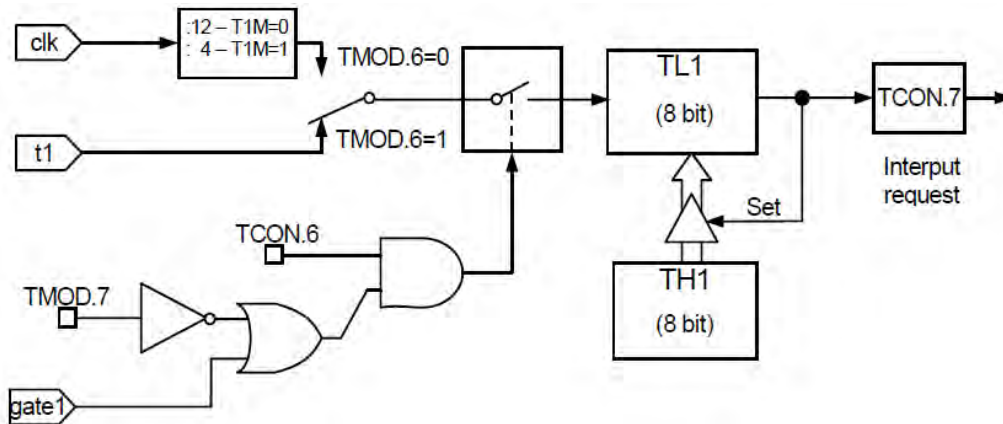 clk
:12 – T1M=0
: 4 – T1M=1
TMOD.6=0
TMOD.6=1
t1
TL1
(8 bit)
TCON.7
Interput
request
Set
TH1
(8 bit)
TCON.6
TMOD.7
gate1